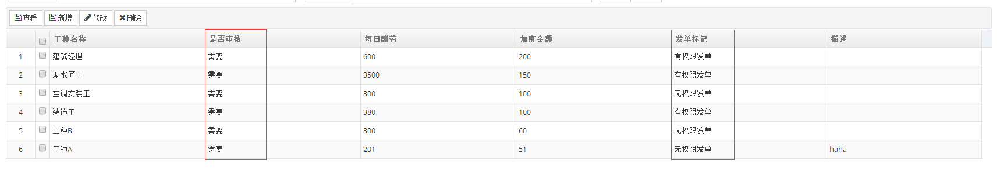 查看 新增 修改 删除
工种名称 是否审核 每日酬劳 加班金额 发单标记 描述
1 建筑经理 需要 600 200 有权限发单
2 泥水匠工 需要 3500 150 有权限发单
3 空调安装工 需要 300 100 无权限发单
4 装饰工 需要 380 100 有权限发单
5 工种B 需要 300 60 无权限发单
6 工种A 需要 201 51 无权限发单 haha